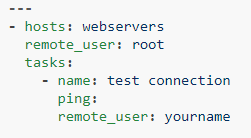 ---
- hosts: webservers
  remote_user: root
  tasks:
    - name: test connection
      ping:
      remote_user: yourname